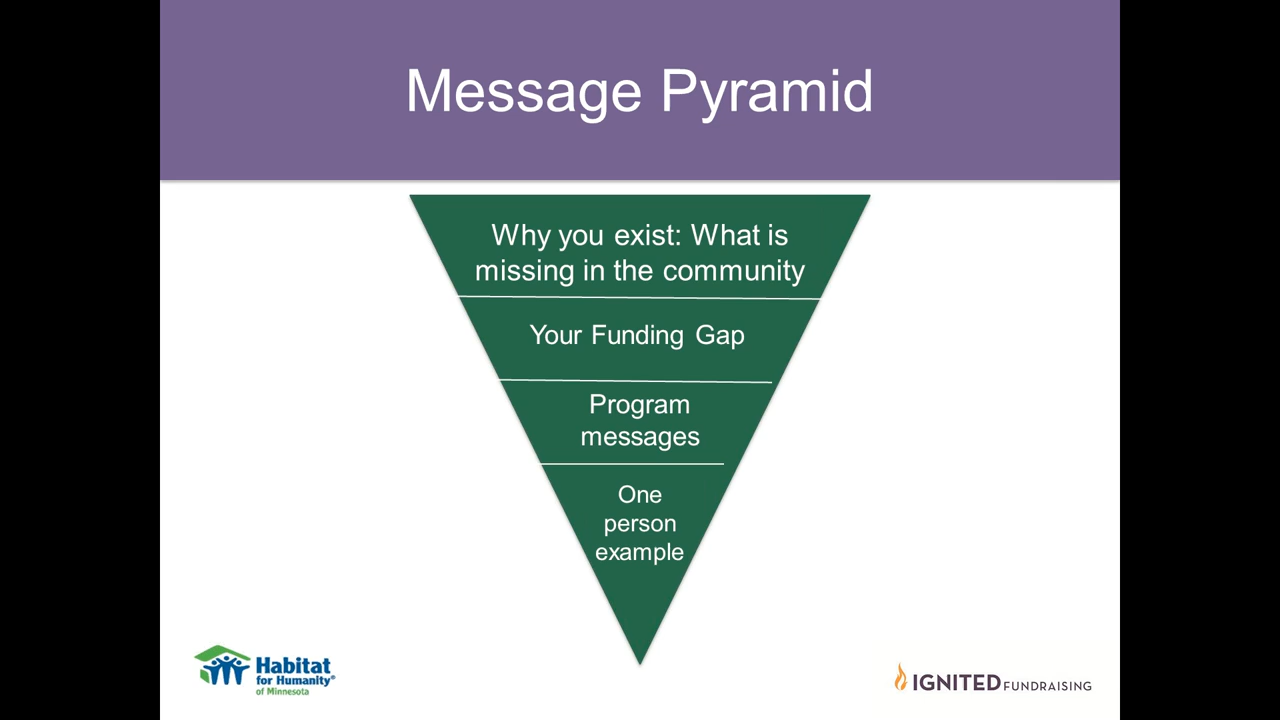 Message Pyramid
Why you exist: What is
missing in the community
Your Funding Gap
Program
messages
One
person
example
Habitat
for Humanity®
of Minnesota
IGNITED FUNDRAISING